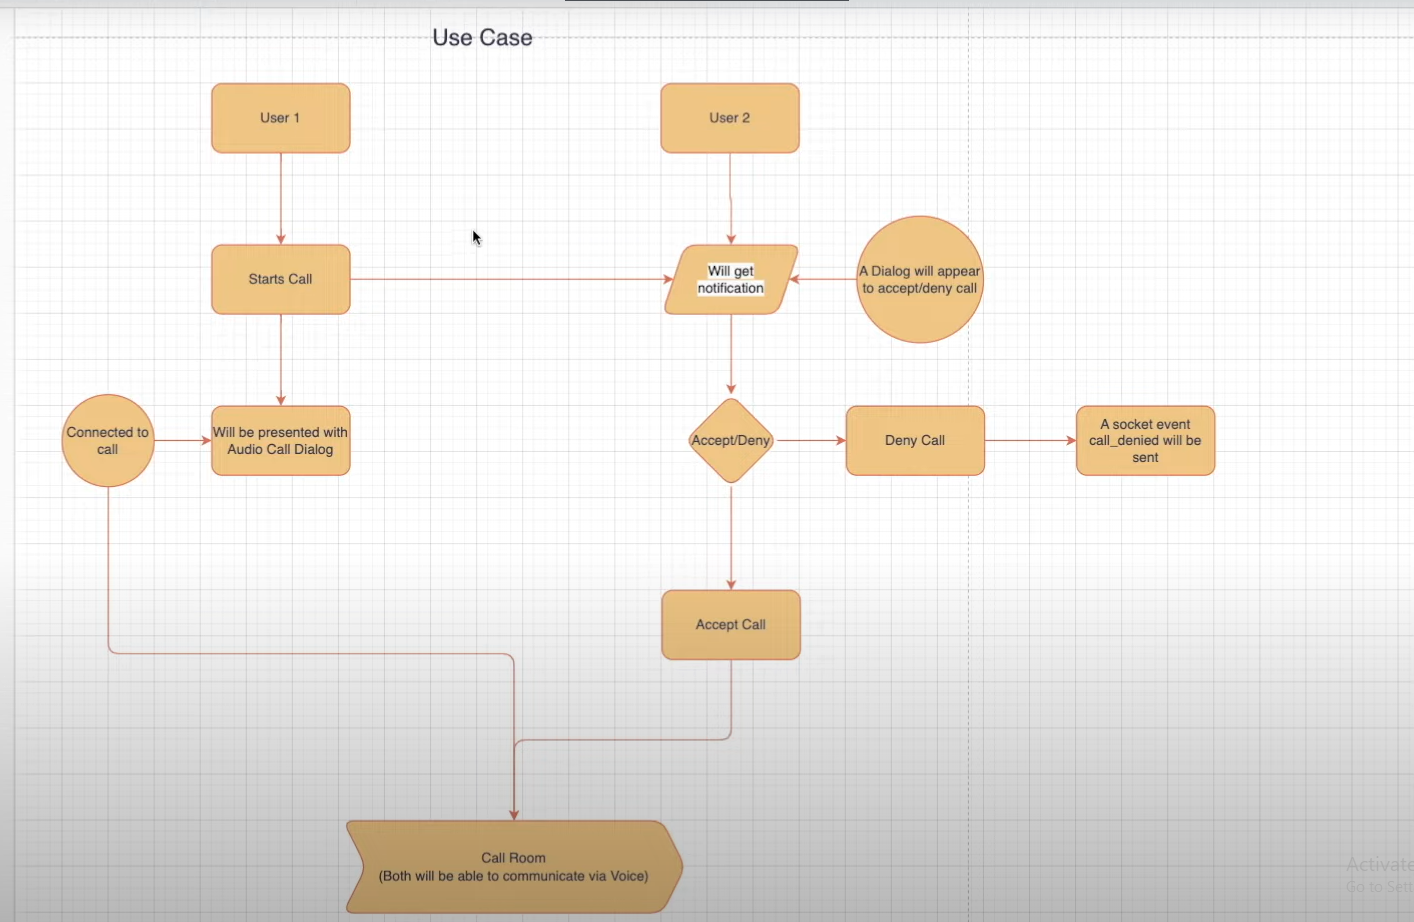 Use Case
User 1
User 2
Starts Call
Will get
notification
A Dialog will appear
to accept/deny call
Connected to
call
Will be presented with
Audio Call Dialog
Accept/Deny
Deny Call
A socket event
call_denied will be
sent
Accept Call
Call Room
(Both will be able to communicate via Voice)
Activate
Go to Sett